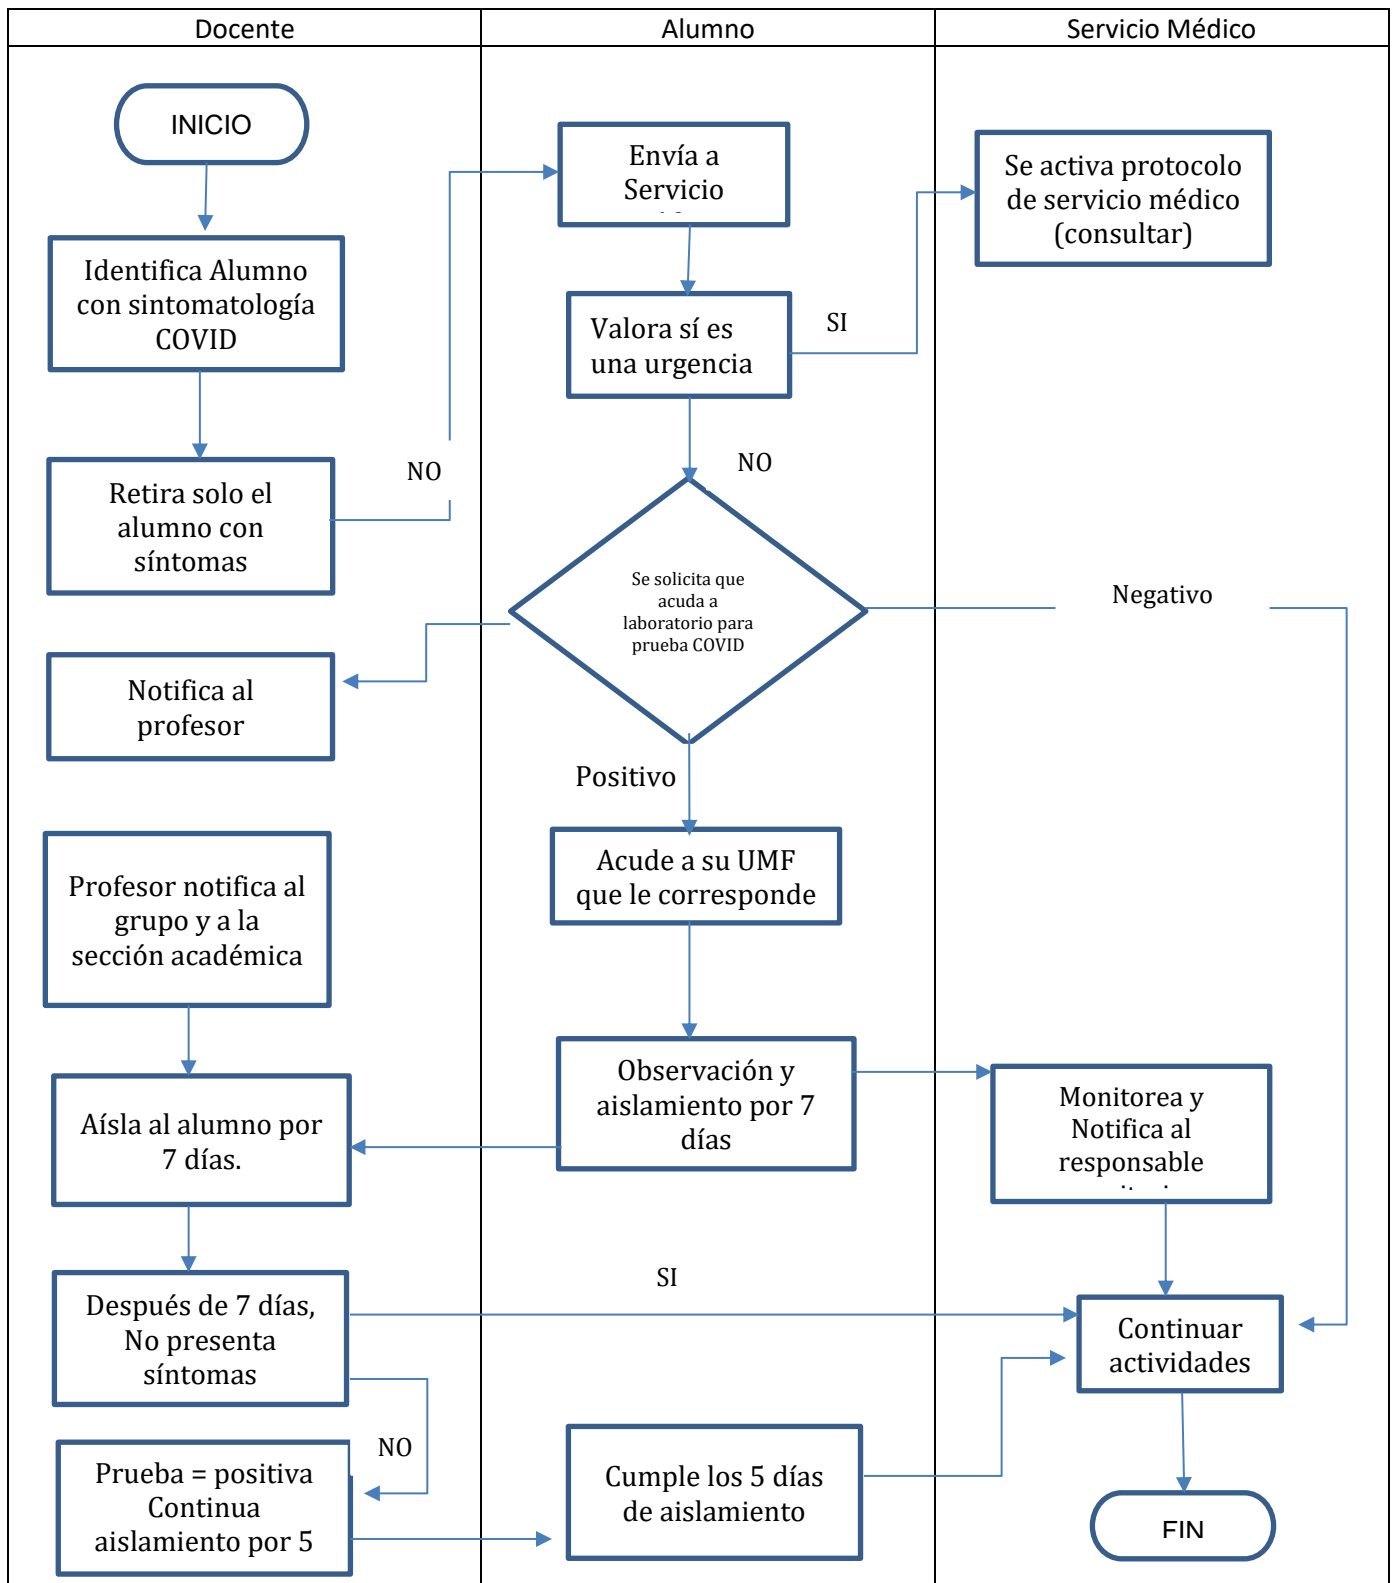 Docente
Alumno
Servicio Médico
INICIO
Envía a
Servicio
Se activa protocolo
de servicio médico
(consultar)
Identifica Alumno
con sintomatología
COVID
Valora sí es
una urgencia
SI
NO
NO
Retira solo el
alumno con
síntomas
Se solicita que
acuda a
laboratorio para
prueba COVID
Negativo
Notifica al
profesor
Positivo
Profesor notifica al
grupo y a la
sección académica
Acude a su UMF
que le corresponde
Observación y
aislamiento por 7
días
Aísla al alumno por
7 días.
Monitorea y
Notifica al
responsable
SI
Después de 7 días,
No presenta
síntomas
Continuar
actividades
NO
Prueba = positiva
Continua
aislamiento por 5
Cumple los 5 días
de aislamiento
FIN